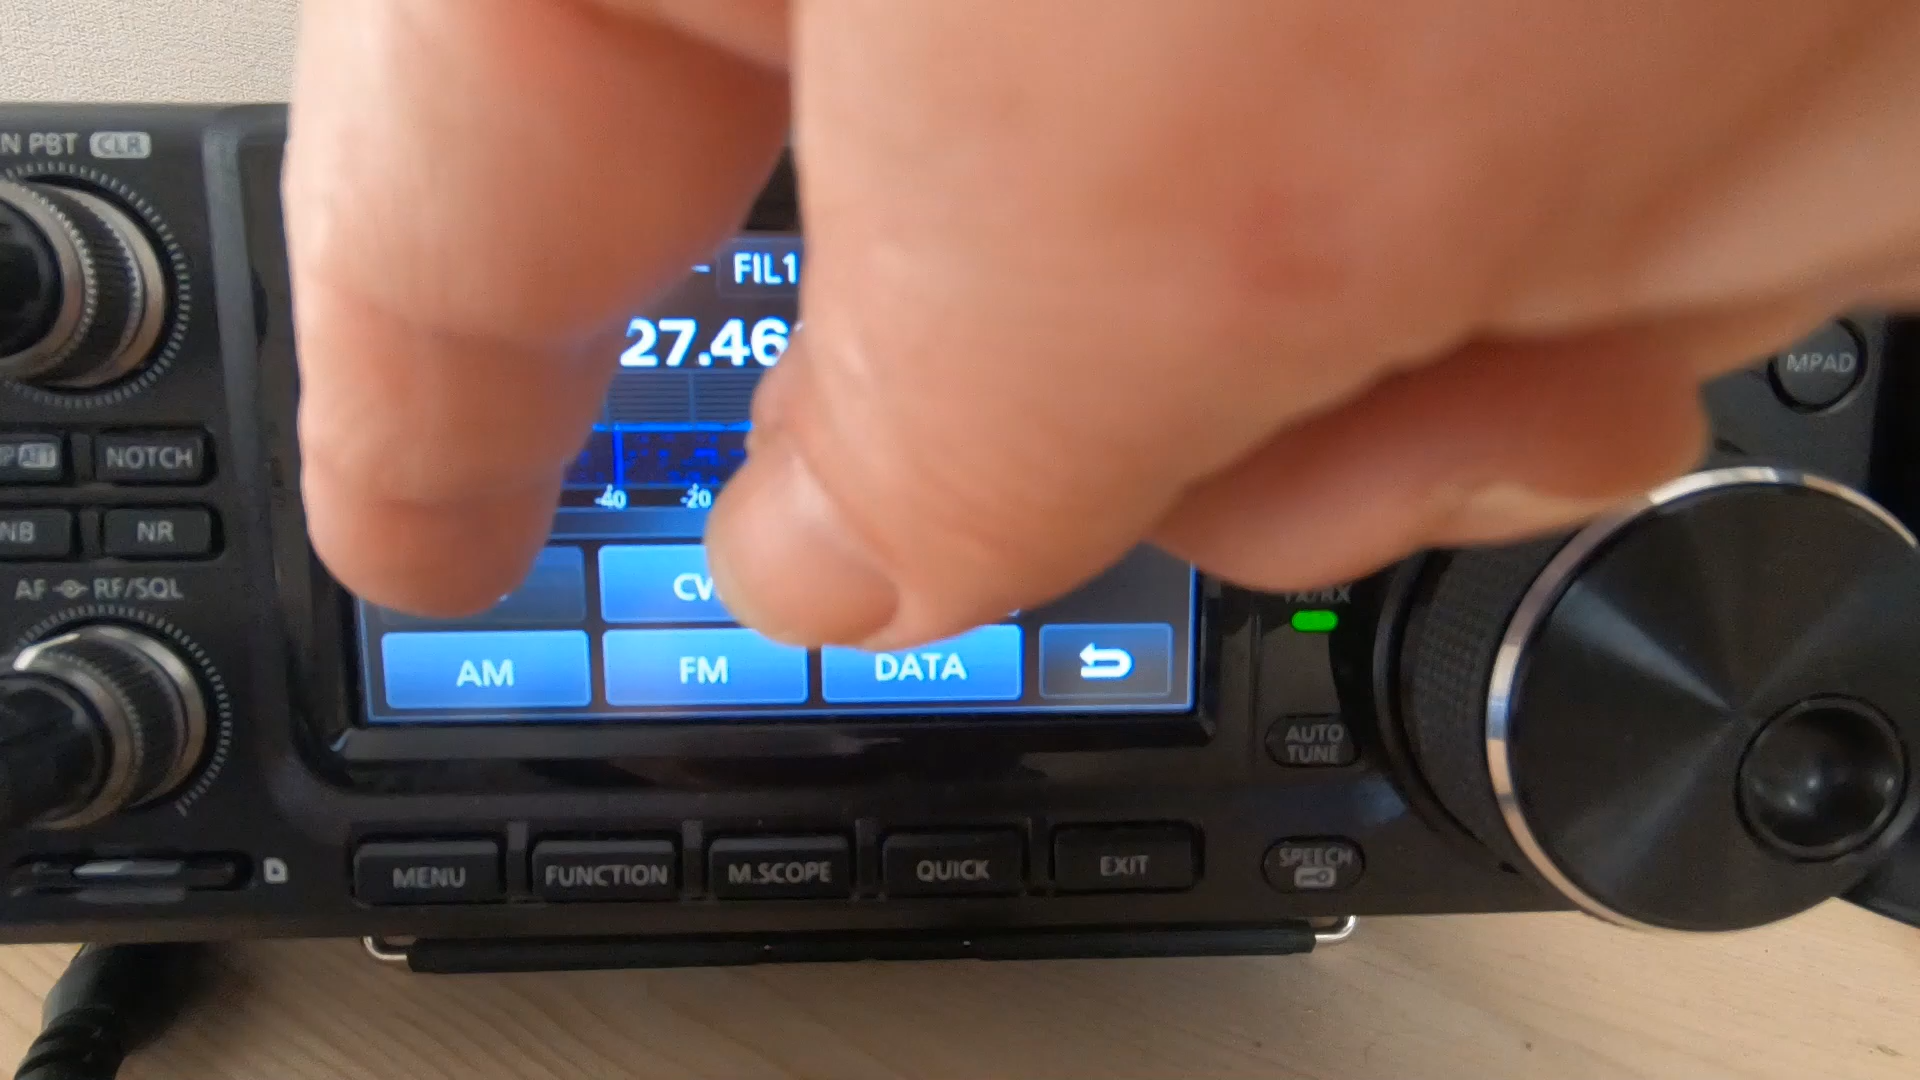 N PBT CLR
FIL1
27.46
MPAD
P ATT NOTCH
-40 -20
NB NR
AF RF/SQL
TX/RX
AM FM DATA
AUTO
TUNE
MENU FUNCTION M.SCOPE QUICK EXIT SPEECH